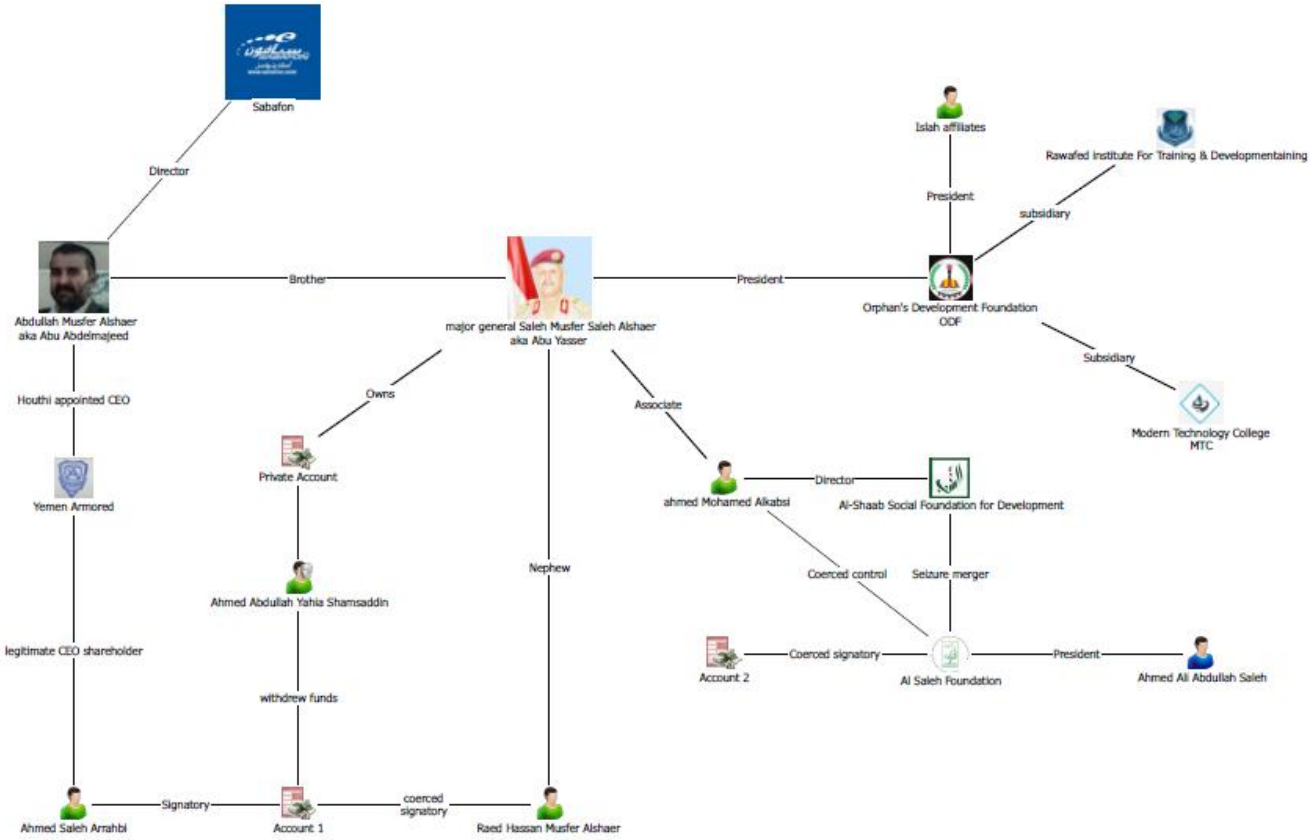 سبأفون
www.sabafon.com
Sabafon
Director
Islah affiliates
President
Rawafed Institute For Training & Developmentaining
subsidiary
Abdullah Musfer Alshaer
aka Abu Abdelmajeed
Brother
major general Saleh Musfer Saleh Alshaer
aka Abu Yasser
President
Orphan's Development Foundation
ODF
Subsidiary
Modern Technology College
MTC
Houthi appointed CEO
Owns
Associate
Yemen Armored
Private Account
ahmed Mohamed Alkabsi
Director
Al-Shaab Social Foundation for Development
Nephew
Coerced control
Seizure merger
Ahmed Abdullah Yahia Shamsaddin
legitimate CEO shareholder
withdrew funds
Account 2
Coerced signatory
Al Saleh Foundation
President
Ahmed Ali Abdullah Saleh
Ahmed Saleh Arrahbi
Signatory
Account 1
coerced
signatory
Raed Hassan Musfer Alshaer